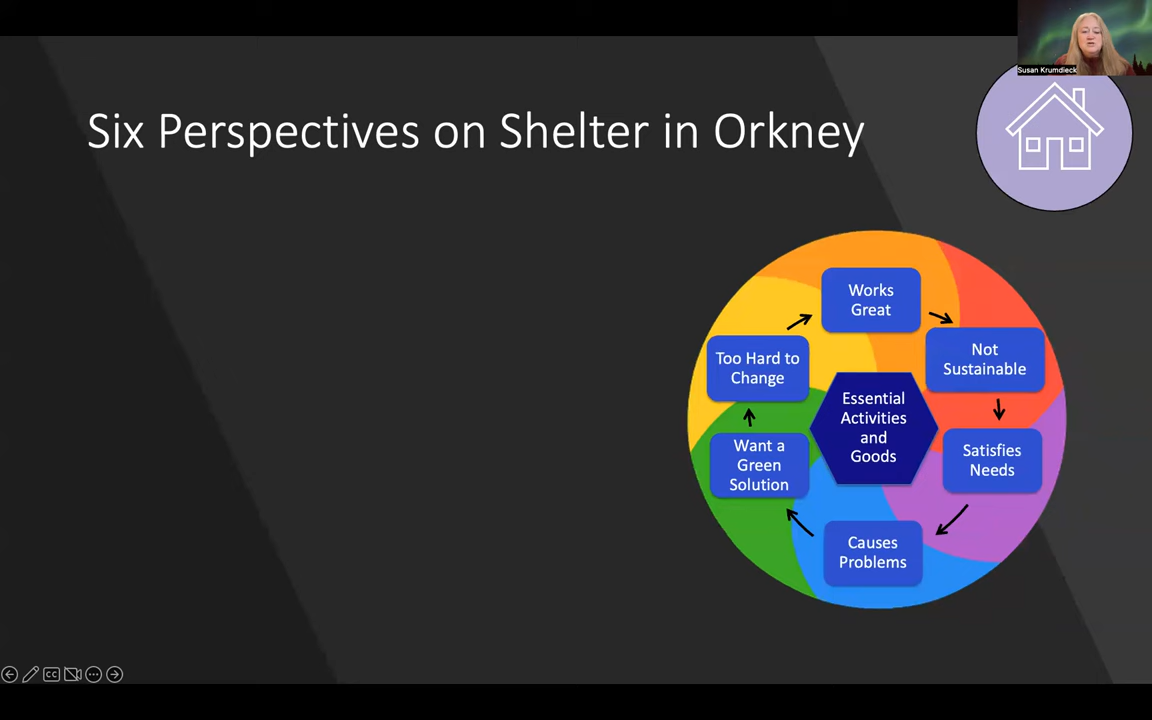 Susan Krumdieck
Six Perspectives on Shelter in Orkney
Works
Great
Not
Sustainable
Satisfies
Needs
Causes
Problems
Want a
Green
Solution
Too Hard to
Change
Essential
Activities
and
Goods
CC